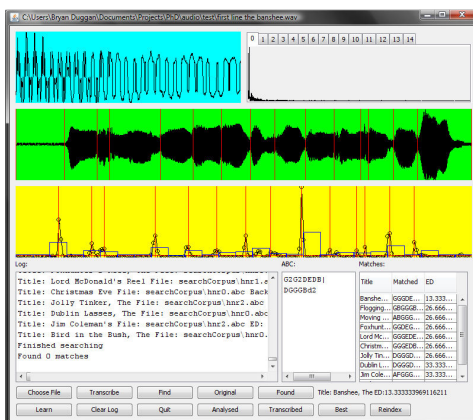 C:\Users\Bryan Duggan\Documents\Projects\PhD\audio\test\first line the banshee.wav
0 1 2 3 4 5 6 7 8 9 10 11 12 13 14
Log:
Title: Lord McDonald's Reel File: searchCorpus\hnr1.
Title: Christmas Eve File: searchCorpus\hnr0.abc Back
Title: Jolly Tinker, The File: searchCorpus\hnr2.abc
Title: Dublin Lasses, The File: searchCorpus\hnr0.
Title: Jim Coleman's File: searchCorpus\hnr2.abc ED:
Title: Bird in the Bush, The File: searchCorpus\hnr
Finished searching
Found 0 matches
ABC:
G2G2DEDB|
DGGGBd2
Matches:
Title Matched ED
Banshe... GGGDE... 13.333...
Flogging... GBGGGB... 26.666...
Moving ... ABGGG... 26.666...
Foxhunt... GGDEG... 26.666...
Lord Mc... GGGDE... 26.666...
Christm... GGGEDB... 26.666...
Jolly Tin... DGGGD... 26.666...
Dublin L... DGGGD... 33.333...
Jim Cole... AFGGG... 33.333...
Choose File Transcribe Find Original Found Title: Banshee, The ED:13.333333969116211
Learn Clear Log Quit Analysed Transcribed Best Reindex